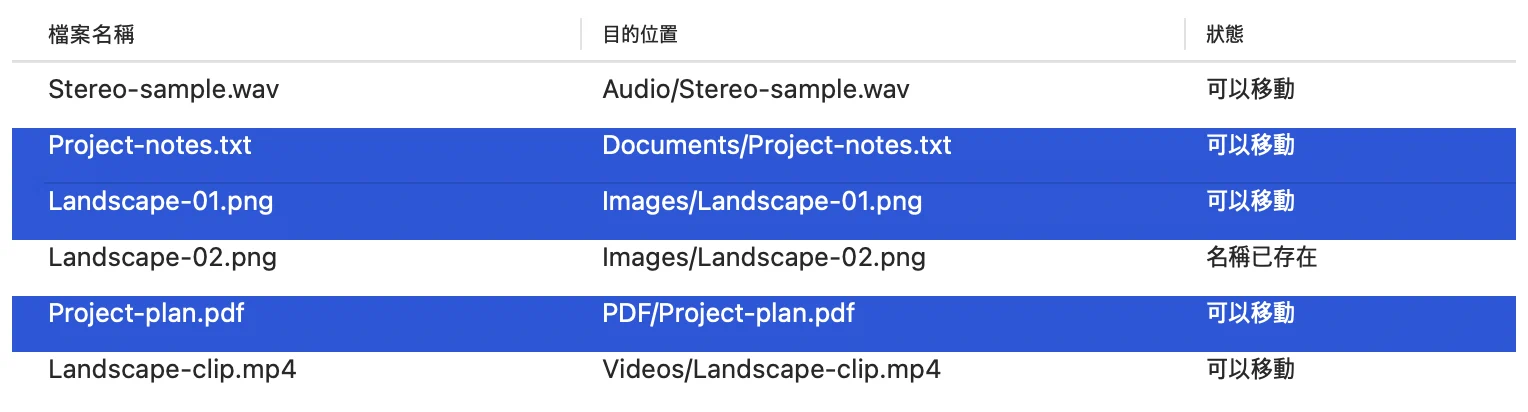 檔案名稱 目的位置 狀態
Stereo-sample.wav Audio/Stereo-sample.wav 可以移動
Project-notes.txt Documents/Project-notes.txt 可以移動
Landscape-01.png Images/Landscape-01.png 可以移動
Landscape-02.png Images/Landscape-02.png 名稱已存在
Project-plan.pdf PDF/Project-plan.pdf 可以移動
Landscape-clip.mp4 Videos/Landscape-clip.mp4 可以移動